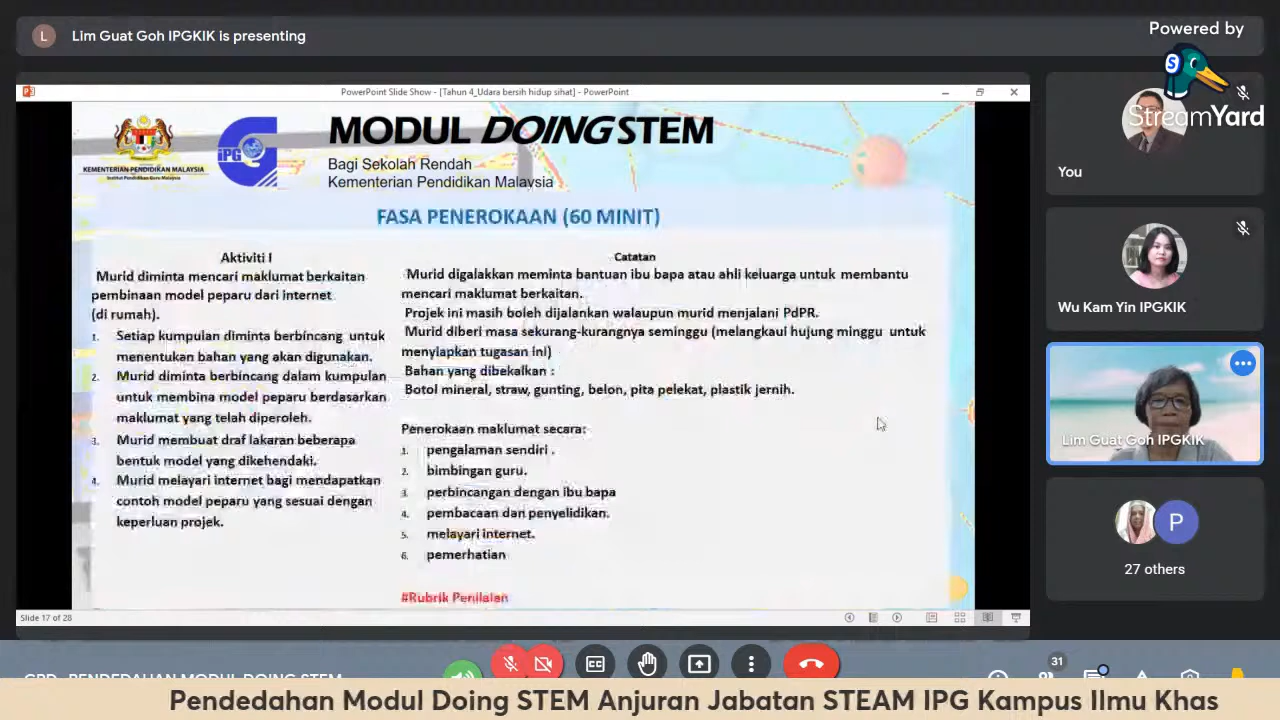 L
Lim Guat Goh IPGKIK is presenting
Powered by
StreamYard
PowerPoint Slide Show - [Tahun 4_Udara bersih hidup sihat] - PowerPoint
KEMENTERIAN PENDIDIKAN MALAYSIA
Institut Pendidikan Guru Malaysia
IPG
MODUL DOING STEM
Bagi Sekolah Rendah
Kementerian Pendidikan Malaysia
FASA PENEROKAAN (60 MINIT)
Aktiviti I
Murid diminta mencari maklumat berkaitan
pembinaan model peparu dari internet
(di rumah).
1. Setiap kumpulan diminta berbincang untuk
menentukan bahan yang akan digunakan.
2. Murid diminta berbincang dalam kumpulan
untuk membina model peparu berdasarkan
maklumat yang telah diperoleh.
3. Murid membuat draf lakaran beberapa
bentuk model yang dikehendaki.
4. Murid melayari internet bagi mendapatkan
contoh model peparu yang sesuai dengan
keperluan projek.
Catatan
Murid digalakkan meminta bantuan ibu bapa atau ahli keluarga untuk membantu
mencari maklumat berkaitan.
Projek ini masih boleh dijalankan walaupun murid menjalani PdPR.
Murid diberi masa sekurang-kurangnya seminggu (melangkaui hujung minggu untuk
menyiapkan tugasan ini)
Bahan yang dibekalkan :
Botol mineral, straw, gunting, belon, pita pelekat, plastik jernih.
Penerokaan maklumat secara:
1. pengalaman sendiri .
2. bimbingan guru.
3. perbincangan dengan ibu bapa
4. pembacaan dan penyelidikan.
5. melayari internet.
6. pemerhatian
#Rubrik Penilaian
Slide 17 of 28
You
Wu Kam Yin IPGKIK
Lim Guat Goh IPGKIK
P
27 others
CC
31
Pendedahan Modul Doing STEM Anjuran Jabatan STEAM IPG Kampus Ilmu Khas